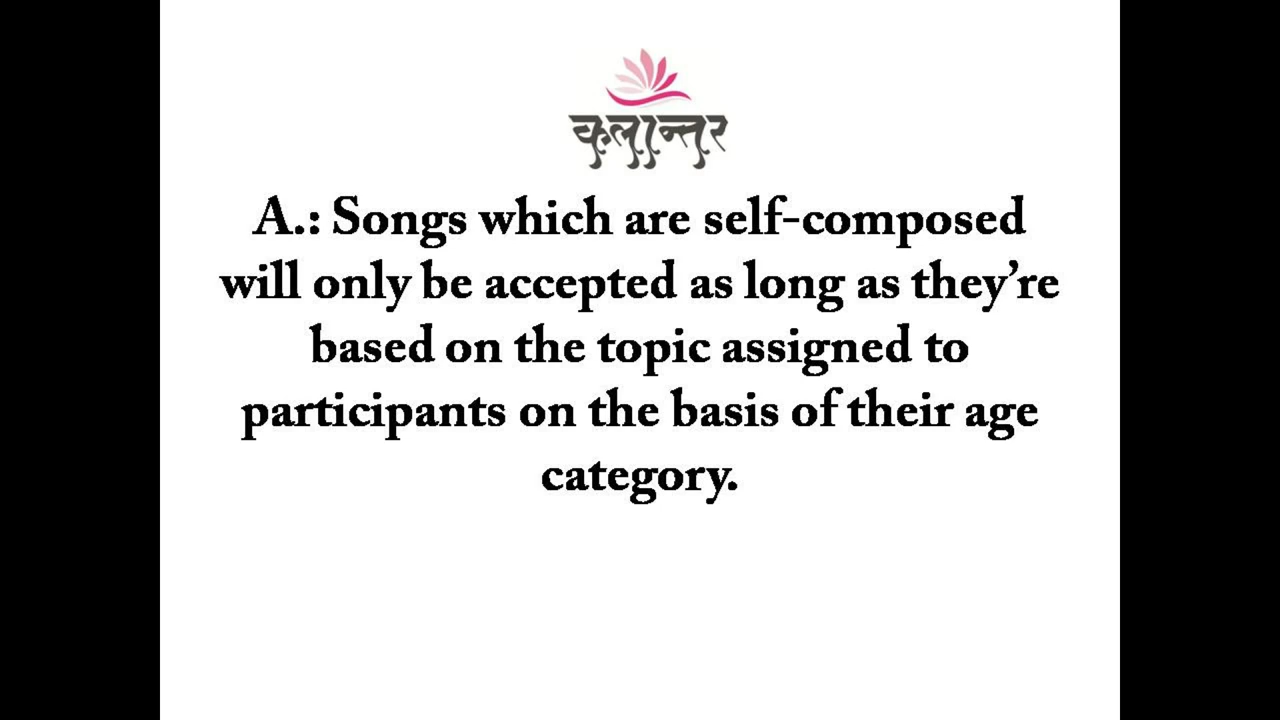 कलान्तर
A.: Songs which are self-composed
will only be accepted as long as they’re
based on the topic assigned to
participants on the basis of their age
category.